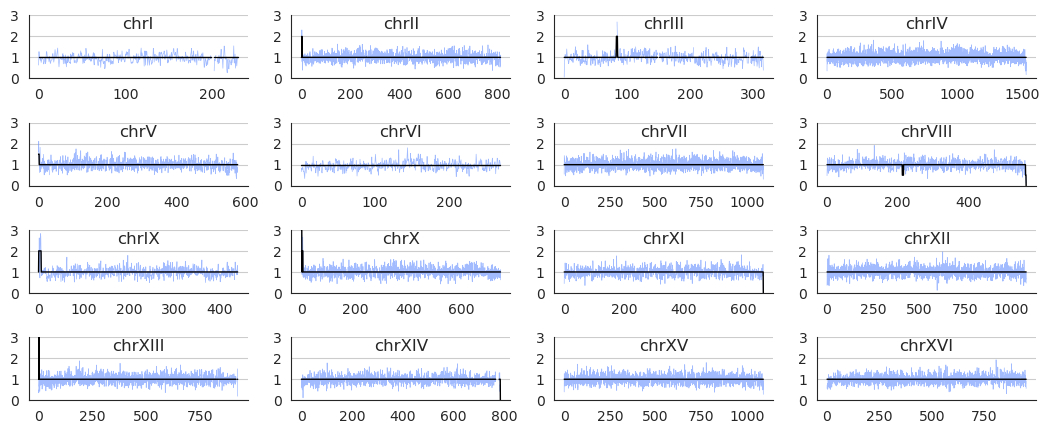 3 chrI
2
1
0
0 100 200
3 chrII
2
1
0
0 200 400 600 800
3 chrIII
2
1
0
0 100 200 300
3 chrIV
2
1
0
0 500 1000 1500
3 chrV
2
1
0
0 200 400 600
3 chrVI
2
1
0
0 100 200
3 chrVII
2
1
0
0 250 500 750 1000
3 chrVIII
2
1
0
0 200 400
3 chrIX
2
1
0
0 100 200 300 400
3 chrX
2
1
0
0 200 400 600
3 chrXI
2
1
0
0 200 400 600
3 chrXII
2
1
0
0 250 500 750 1000
3 chrXIII
2
1
0
0 250 500 750
3 chrXIV
2
1
0
0 200 400 600 800
3 chrXV
2
1
0
0 250 500 750 1000
3 chrXVI
2
1
0
0 250 500 750